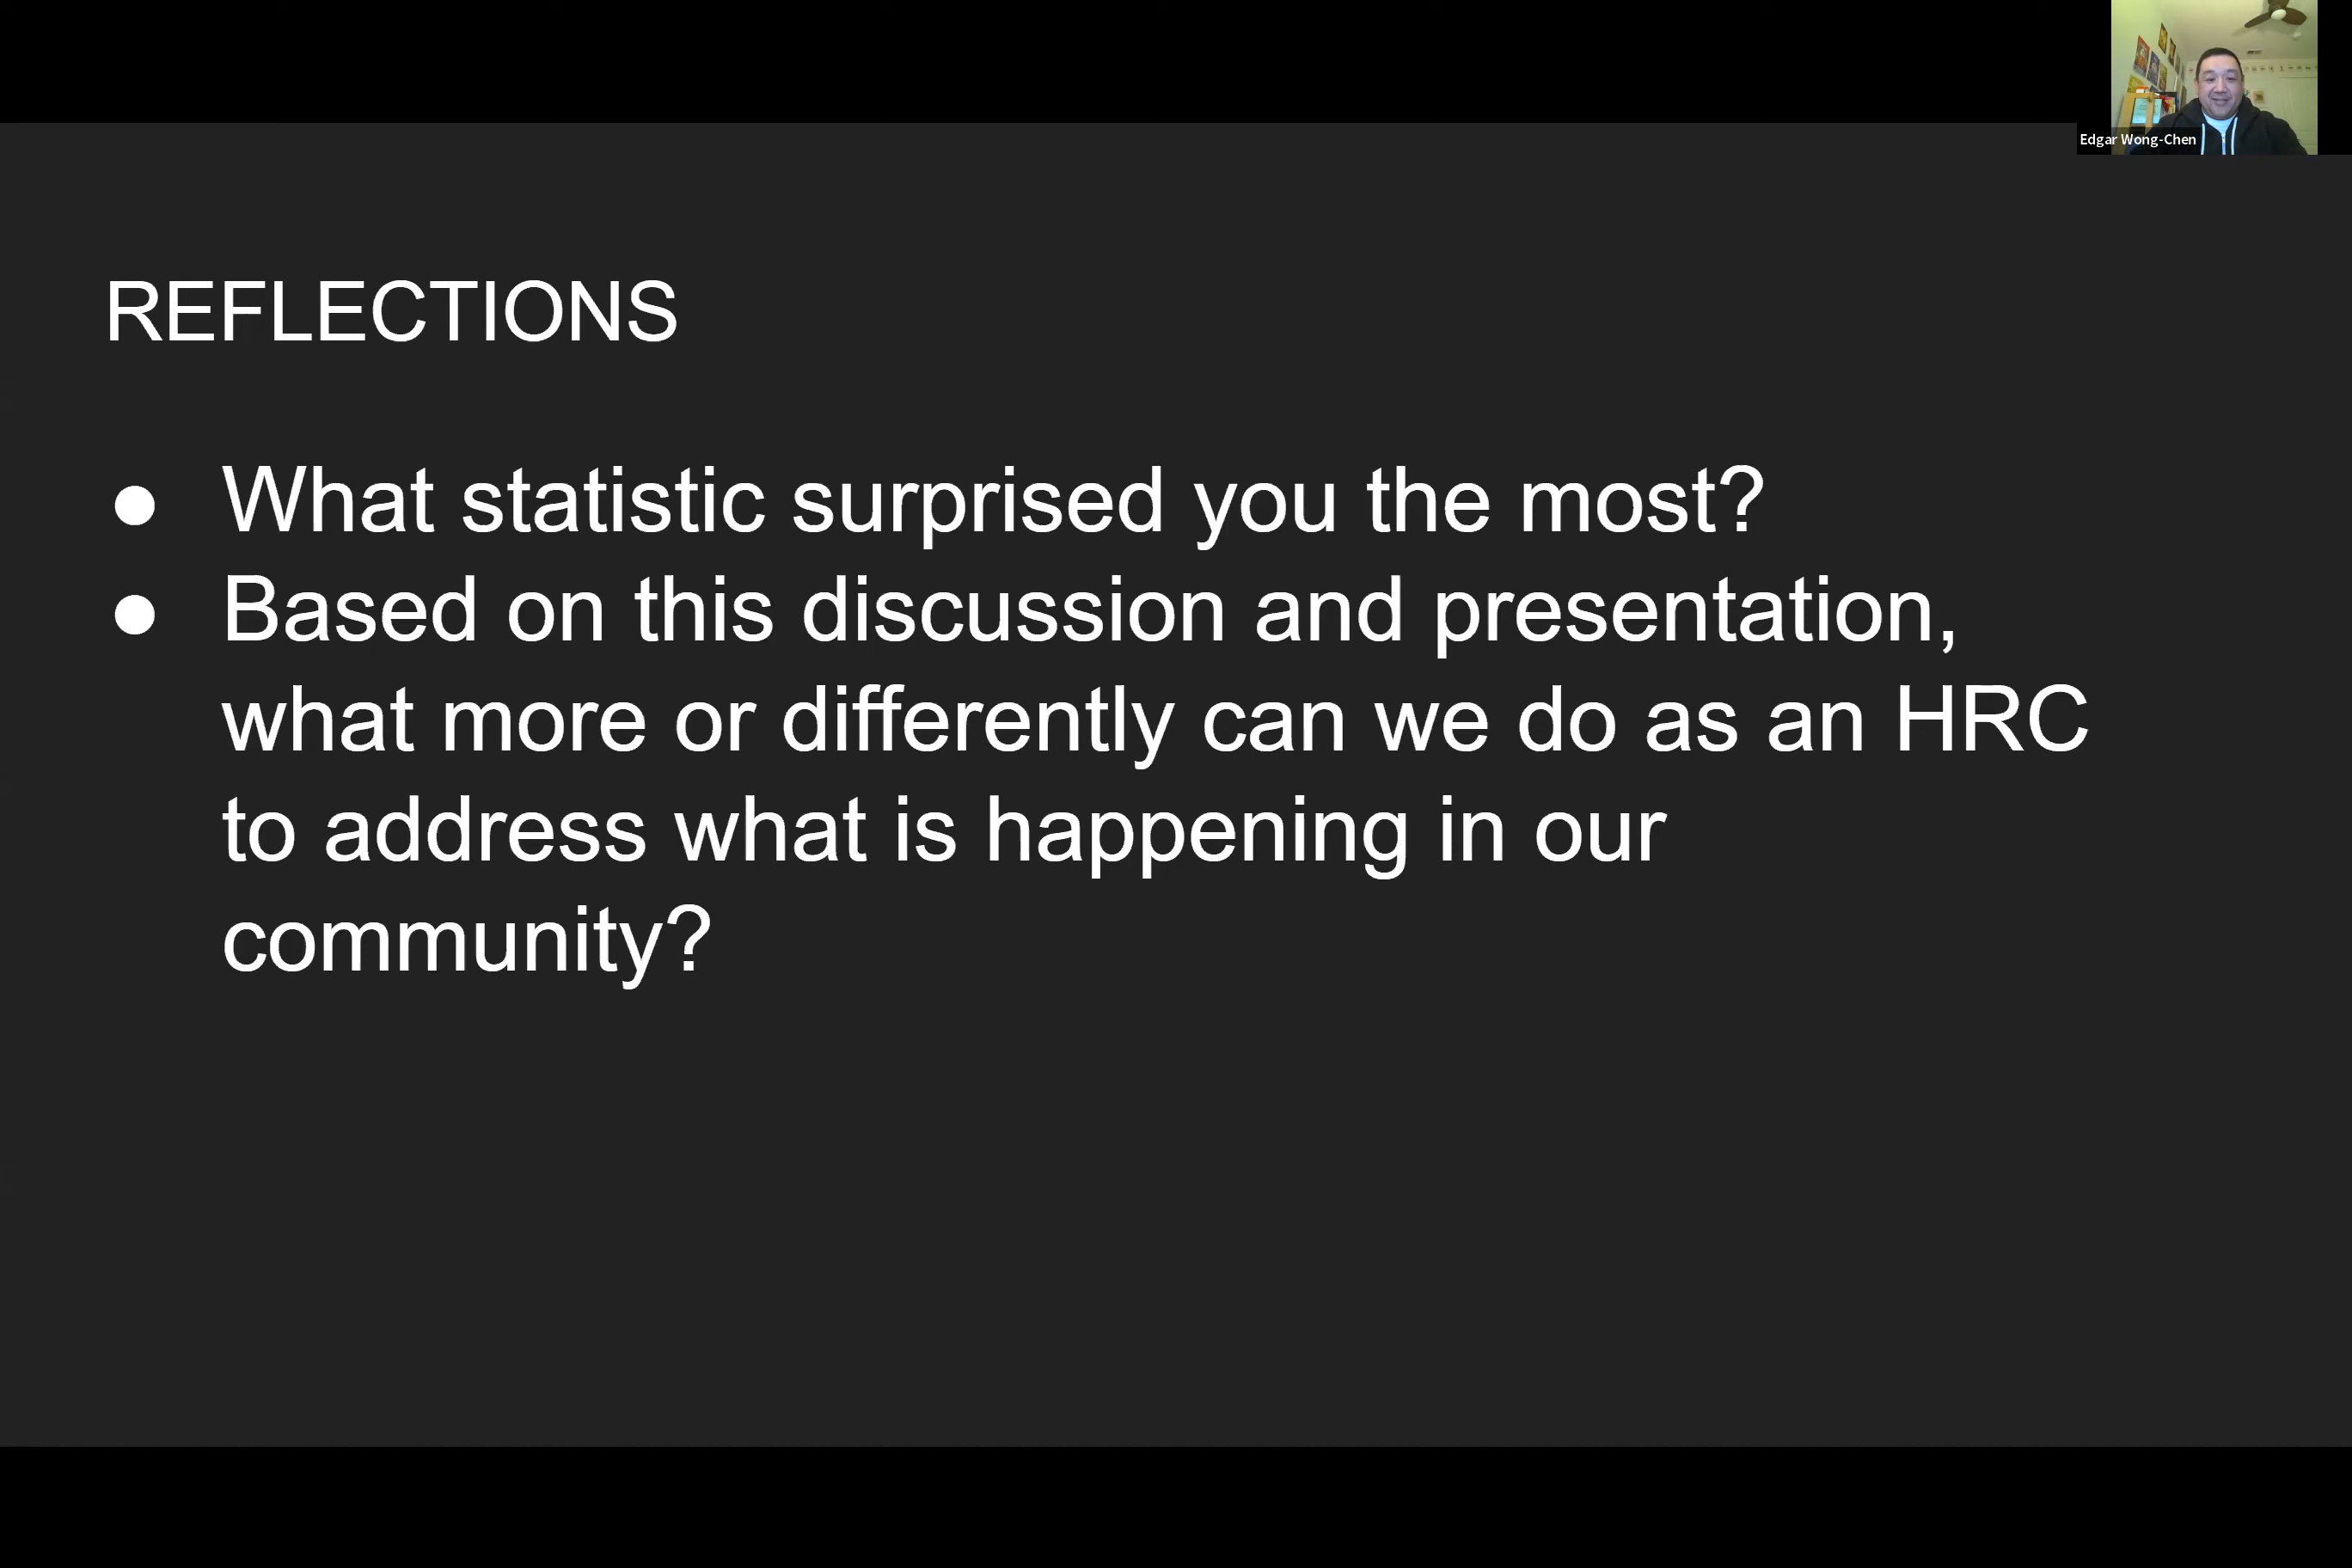 Edgar Wong-Chen
REFLECTIONS
● What statistic surprised you the most?
● Based on this discussion and presentation,
what more or differently can we do as an HRC
to address what is happening in our
community?